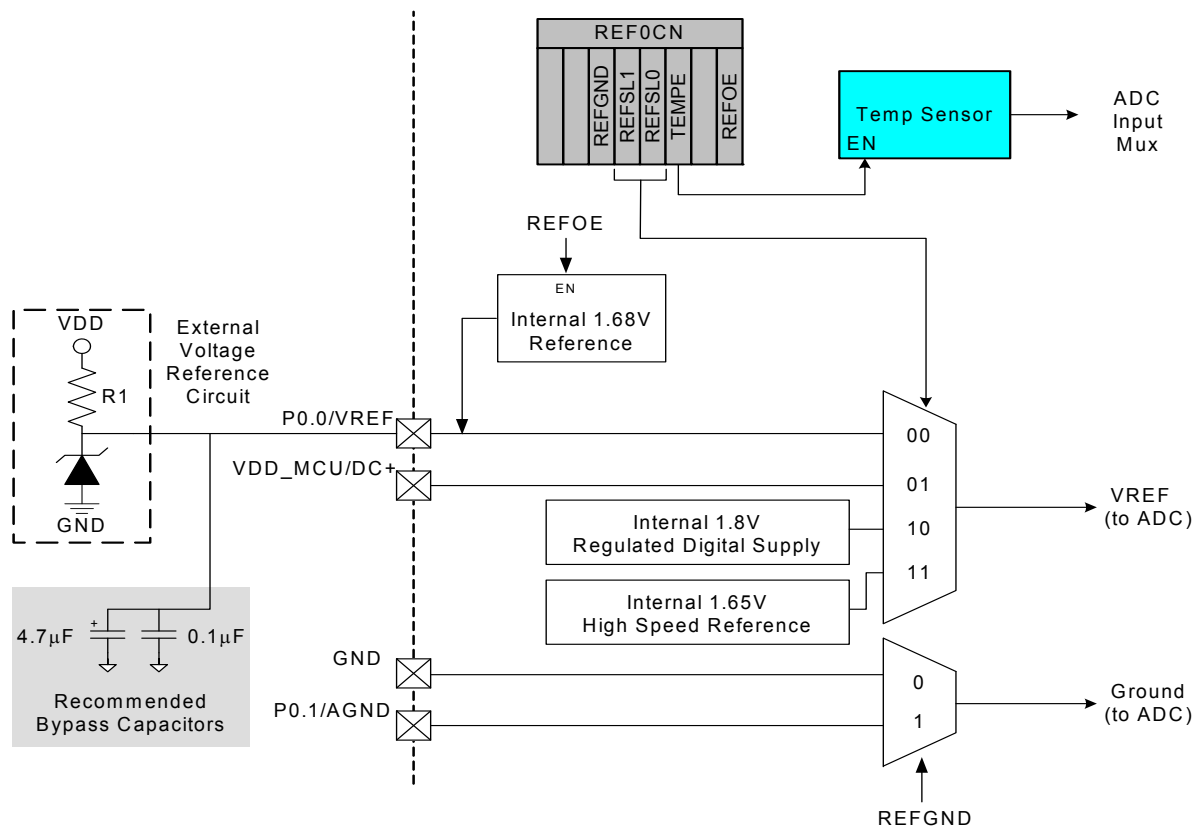 REF0CN
REFGND
REFSL1
REFSL0
TEMPE
REFOE
Temp Sensor
EN
ADC
Input
Mux
REFOE
EN
Internal 1.68V
Reference
VDD
R1
GND
External
Voltage
Reference
Circuit
P0.0/VREF
VDD_MCU/DC+
00
01
10
11
Internal 1.8V
Regulated Digital Supply
Internal 1.65V
High Speed Reference
VREF
(to ADC)
4.7µF
+
0.1µF
Recommended
Bypass Capacitors
GND
P0.1/AGND
0
1
Ground
(to ADC)
REFGND